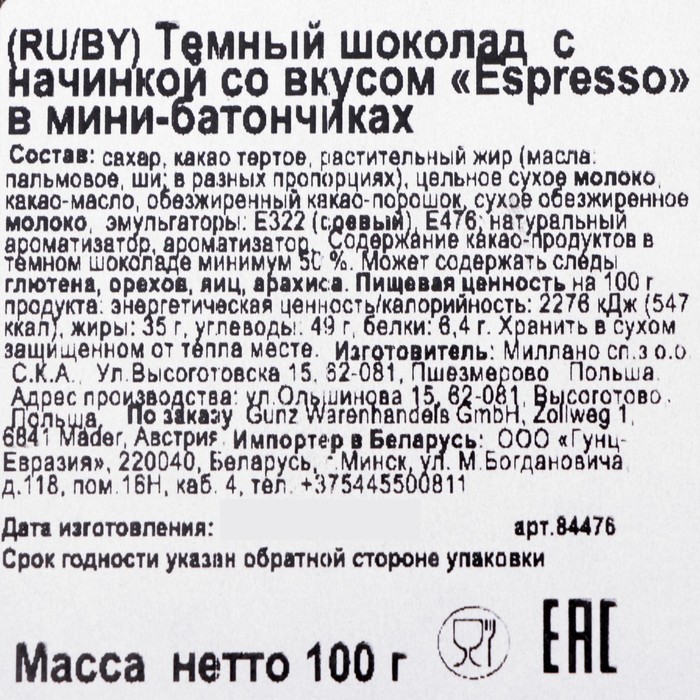 (RU/BY) Темный шоколад с
начинкой со вкусом «Espresso»
в мини-батончиках
Состав: сахар, какао тертое, растительный жир (масла:
пальмовое, ши; в разных пропорциях), цельное сухое молоко,
какао-масло, обезжиренный какао-порошок, сухое обезжиренное
молоко, эмульгаторы: Е322 (соевый), Е476; натуральный
ароматизатор, ароматизатор. Содержание какао-продуктов в
темном шоколаде минимум 50 %. Может содержать следы
глютена, орехов, яиц, арахиса. Пищевая ценность на 100 г
продукта: энергетическая ценность/калорийность: 2276 кДж (547
ккал), жиры: 35 г, углеводы: 49 г, белки: 6,4 г. Хранить в сухом
защищенном от тепла месте. Изготовитель: Миллано сп.з о.о.
С.К.А., Ул.Высоготовска 15, 62-081, Пшезмерово Польша.
Адрес производства: ул.Ольшинова 15, 62-081, Высоготово,
Польша. По заказу Gunz Warenhandels GmbH, Zollweg 1,
6841 Mäder, Австрия. Импортер в Беларусь: ООО «Гунц-
Евразия», 220040, Беларусь, г.Минск, ул. М.Богдановича
д.118, пом.16Н, каб. 4, тел. +375445500811
Дата изготовления: арт.84476
Срок годности указан обратной стороне упаковки
Масса нетто 100 г EAC